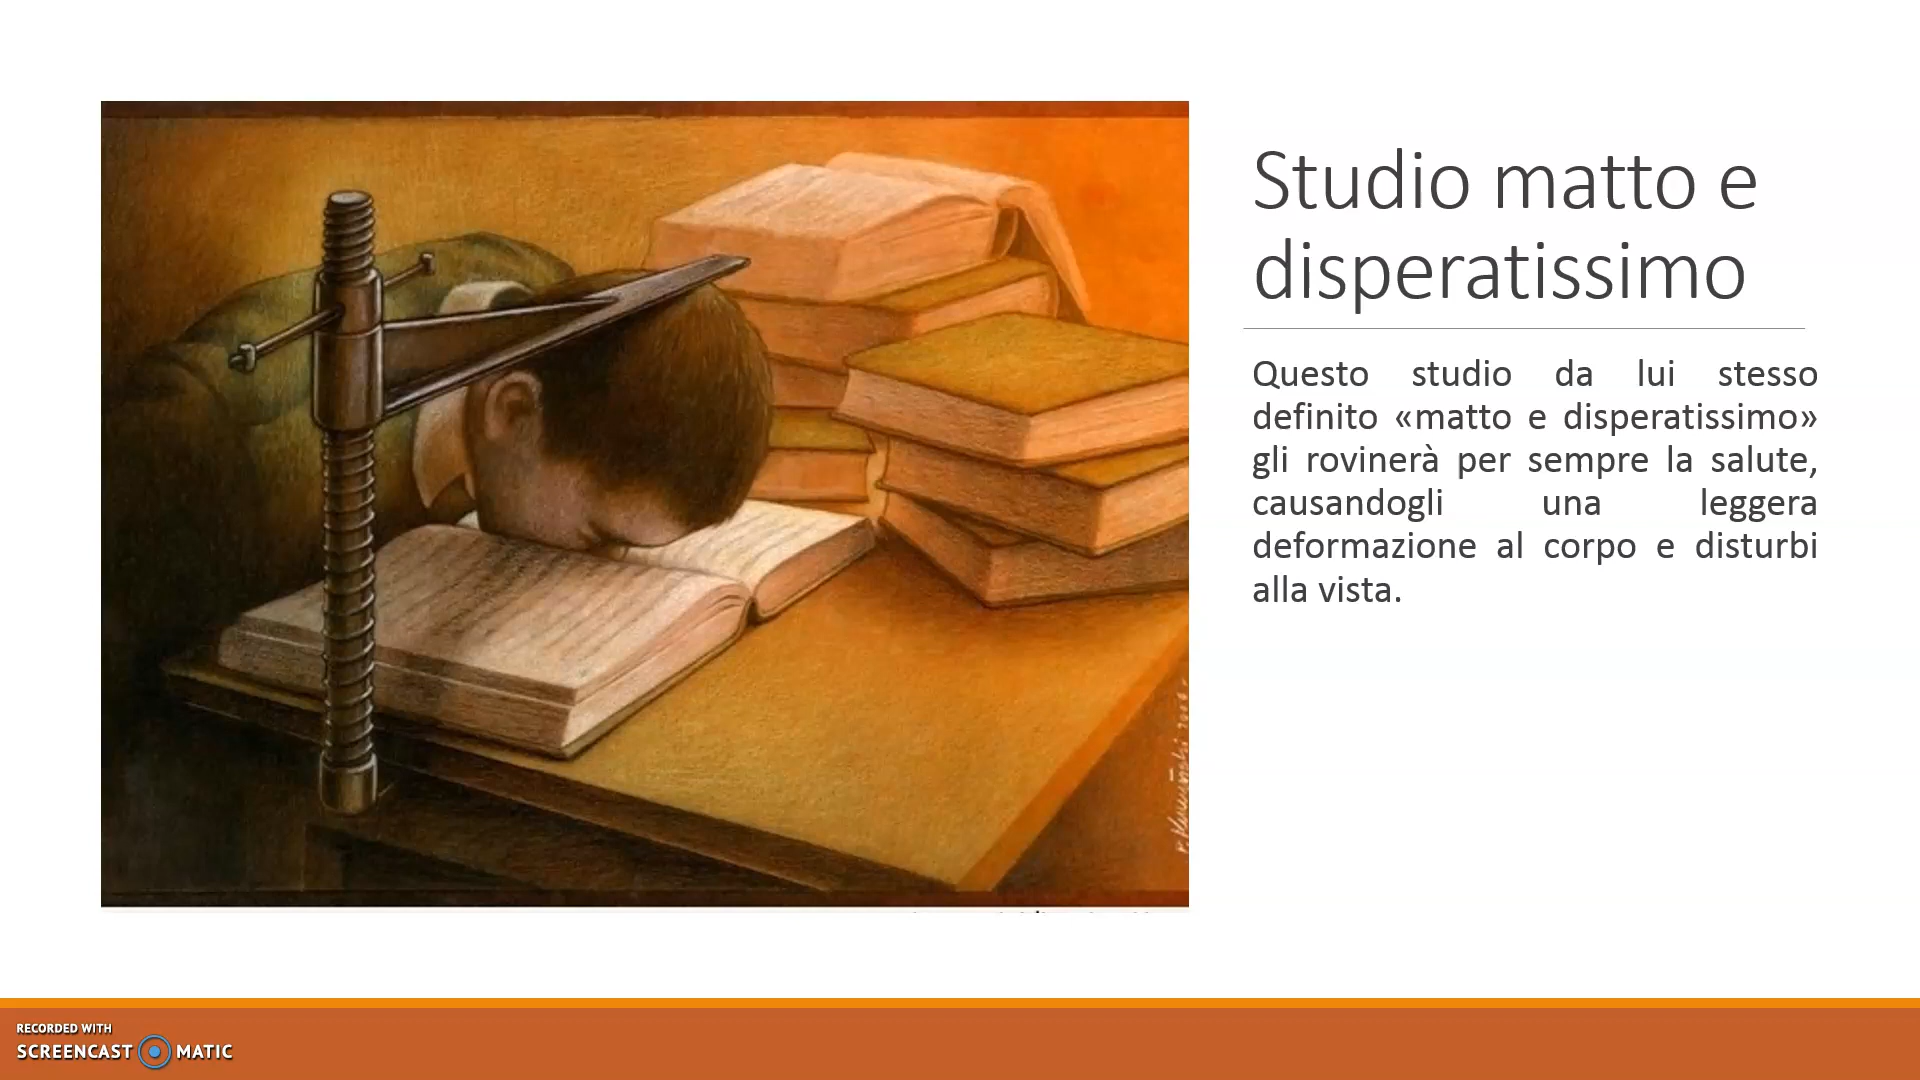 Studio matto e
disperatissimo
Questo studio da lui stesso
definito «matto e disperatissimo»
gli rovinerà per sempre la salute,
causandogli una leggera
deformazione al corpo e disturbi
alla vista.
RECORDED WITH
SCREENCAST MATIC